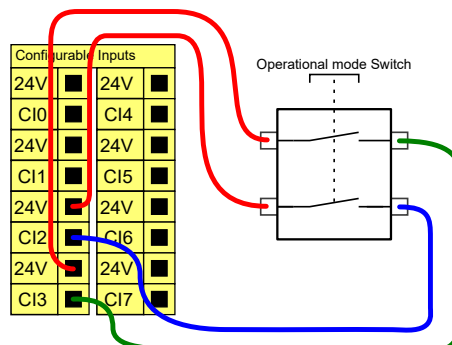 Configurable Inputs
Operational mode Switch
24V 24V
CI0 CI4
24V 24V
CI1 CI5
24V 24V
CI2 CI6
24V 24V
CI3 CI7